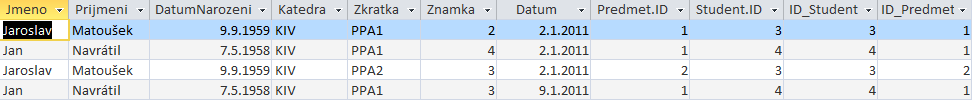 Jmeno Prijmeni DatumNarozeni Katedra Zkratka Znamka Datum Predmet.ID Student.ID ID_Student ID_Predmet
Jaroslav Matoušek 9.9.1959 KIV PPA1 2 2.1.2011 1 3 3 1
Jan Navrátil 7.5.1958 KIV PPA1 4 2.1.2011 1 4 4 1
Jaroslav Matoušek 9.9.1959 KIV PPA2 3 2.1.2011 2 3 3 2
Jan Navrátil 7.5.1958 KIV PPA1 3 9.1.2011 1 4 4 1